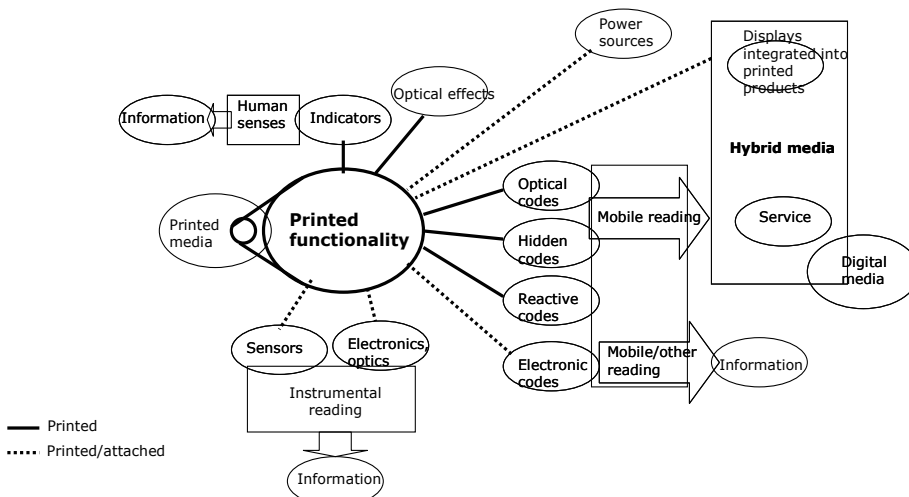 Power
sources
Displays
integrated into
printed
products
Optical effects
Information
Human
senses
Indicators
Hybrid media
Optical
codes
Printed
media
Printed
functionality
Mobile reading
Service
Hidden
codes
Digital
media
Reactive
codes
Sensors
Electronics,
optics
Electronic
codes
Mobile/other
reading
Information
Instrumental
reading
Printed
Printed/attached
Information